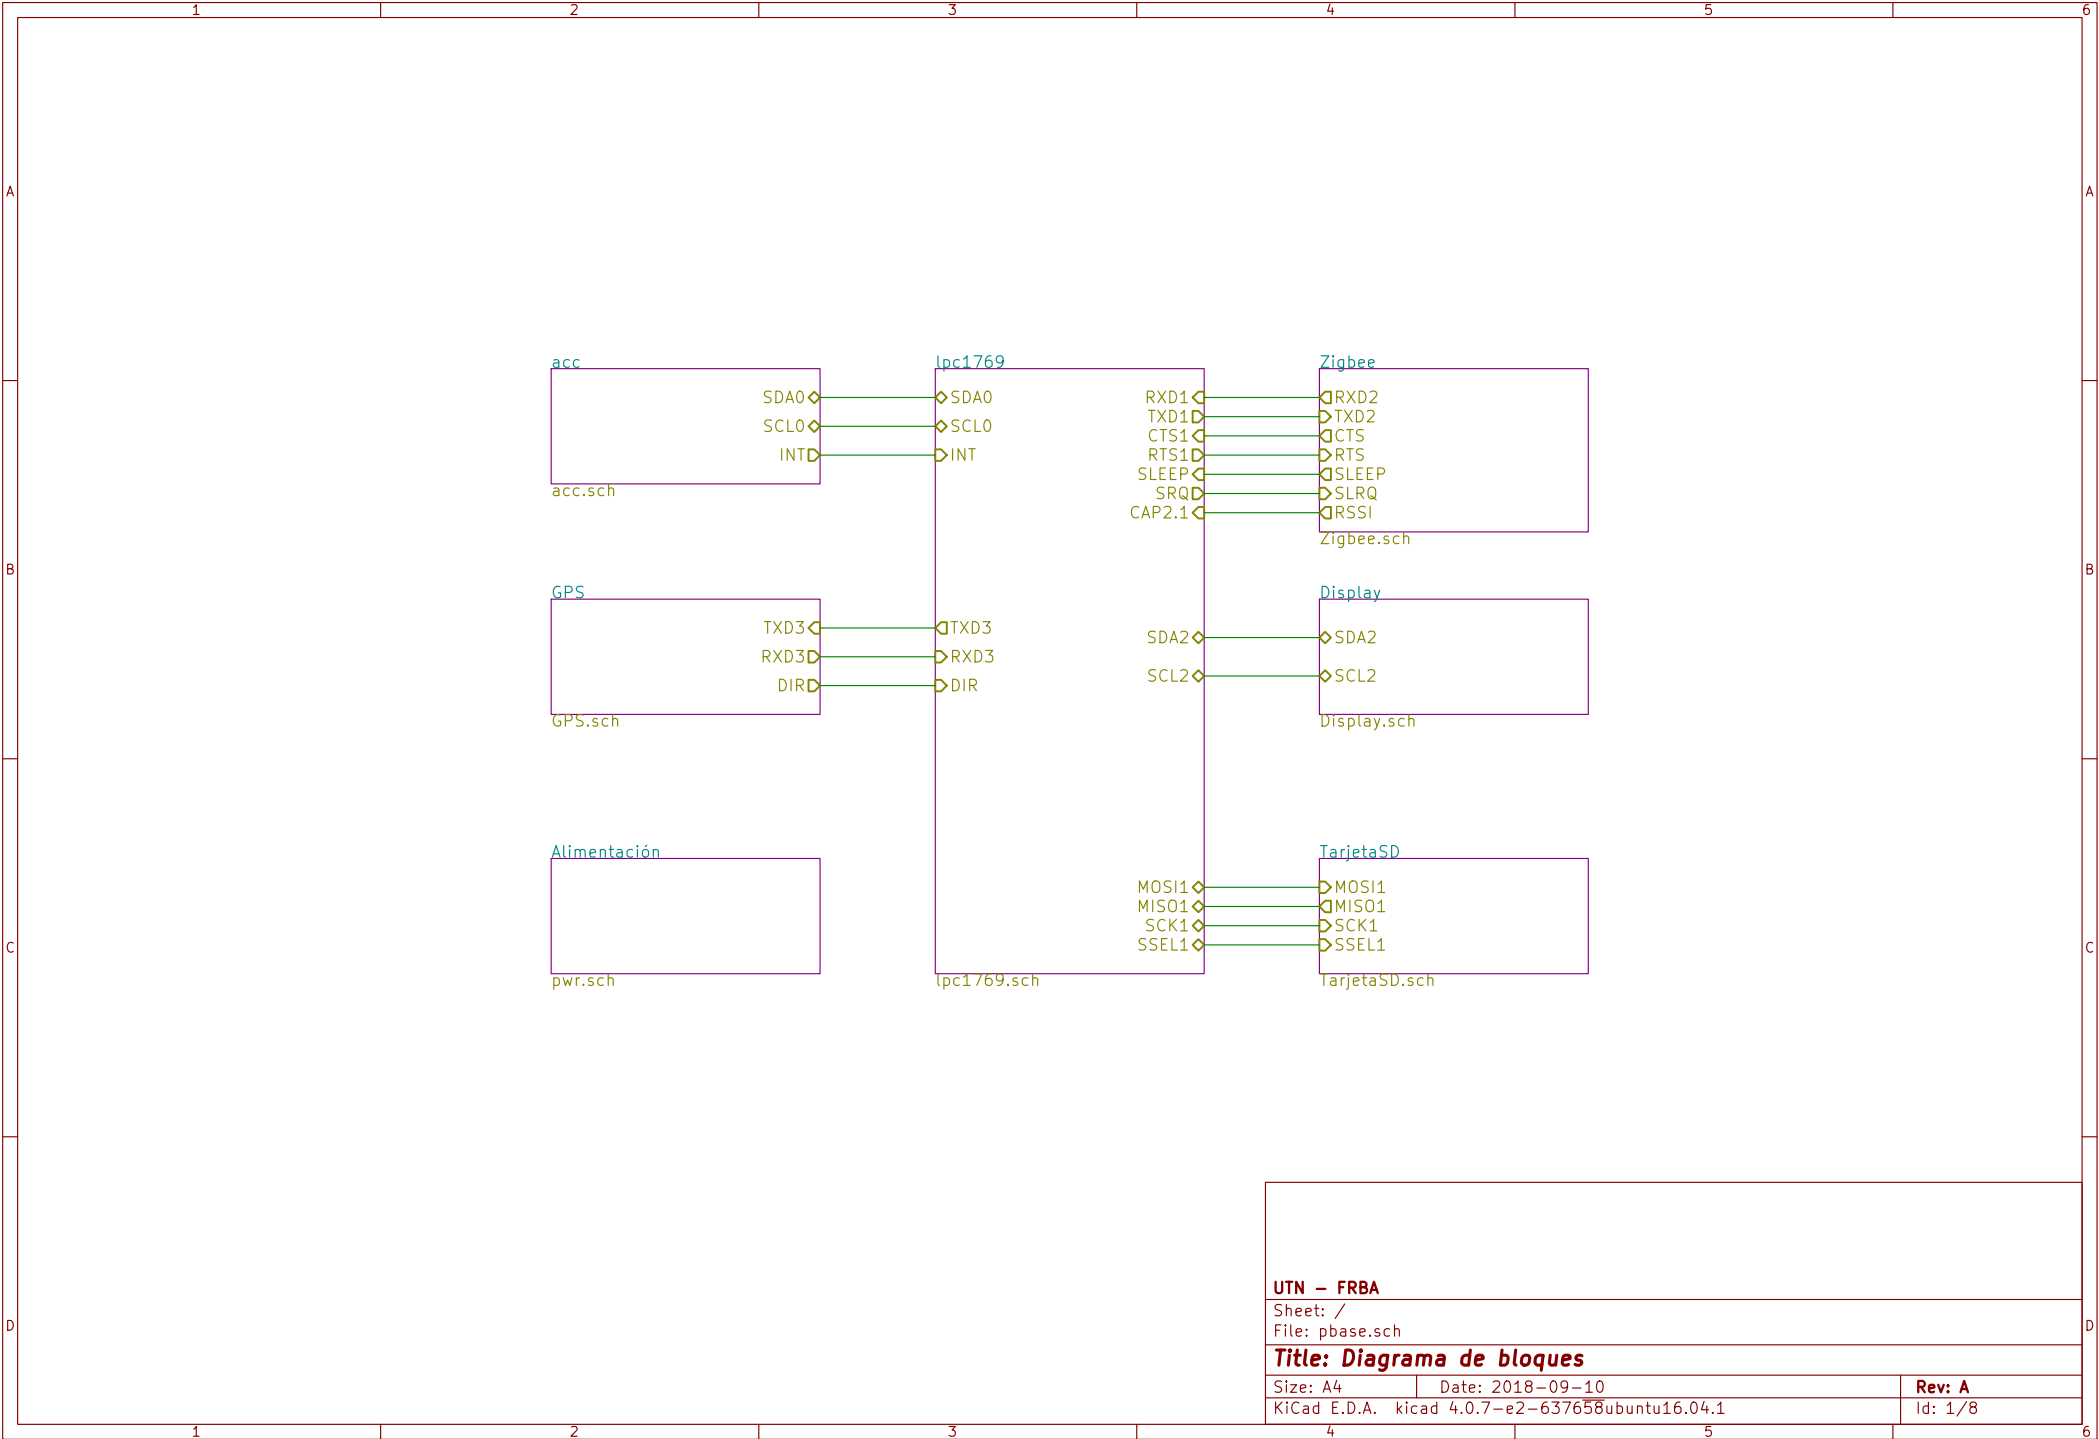 1 2 3 4 5 6
A A
B B
C C
D D
acc
SDA0
SCL0
INT
acc.sch
GPS
TXD3
RXD3
DIR
GPS.sch
Alimentación
pwr.sch
lpc1769
SDA0
SCL0
INT
TXD3
RXD3
DIR
RXD1
TXD1
CTS1
RTS1
SLEEP
SRQ
CAP2.1
SDA2
SCL2
MOSI1
MISO1
SCK1
SSEL1
lpc1769.sch
Zigbee
RXD2
TXD2
CTS
RTS
SLEEP
SLRQ
RSSI
Zigbee.sch
Display
SDA2
SCL2
Display.sch
TarjetaSD
MOSI1
MISO1
SCK1
SSEL1
TarjetaSD.sch
UTN - FRBA
Sheet: /
File: pbase.sch
Title: Diagrama de bloques
Size: A4 Date: 2018-09-10 Rev: A
KiCad E.D.A. kicad 4.0.7-e2-637658ubuntu16.04.1 Id: 1/8
1 2 3 4 5 6